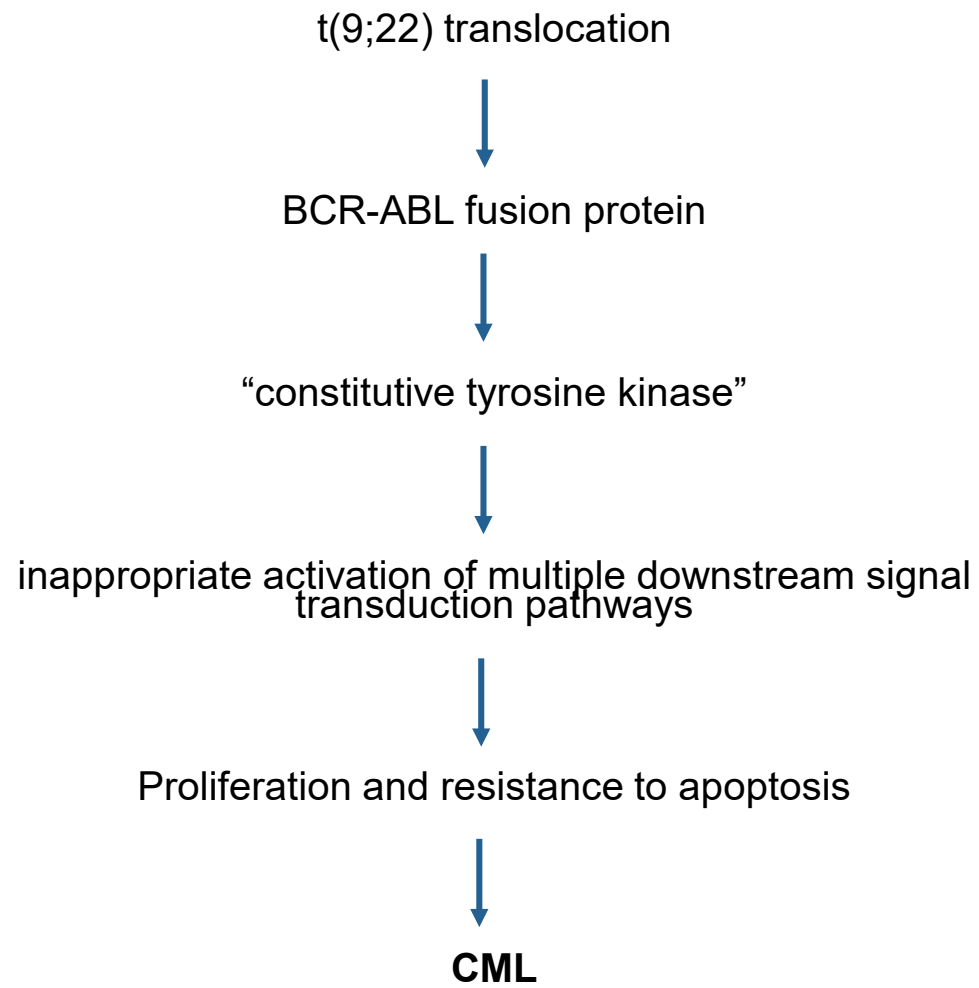 t(9;22) translocation
BCR-ABL fusion protein
“constitutive tyrosine kinase”
inappropriate activation of multiple downstream signal
transduction pathways
Proliferation and resistance to apoptosis
CML